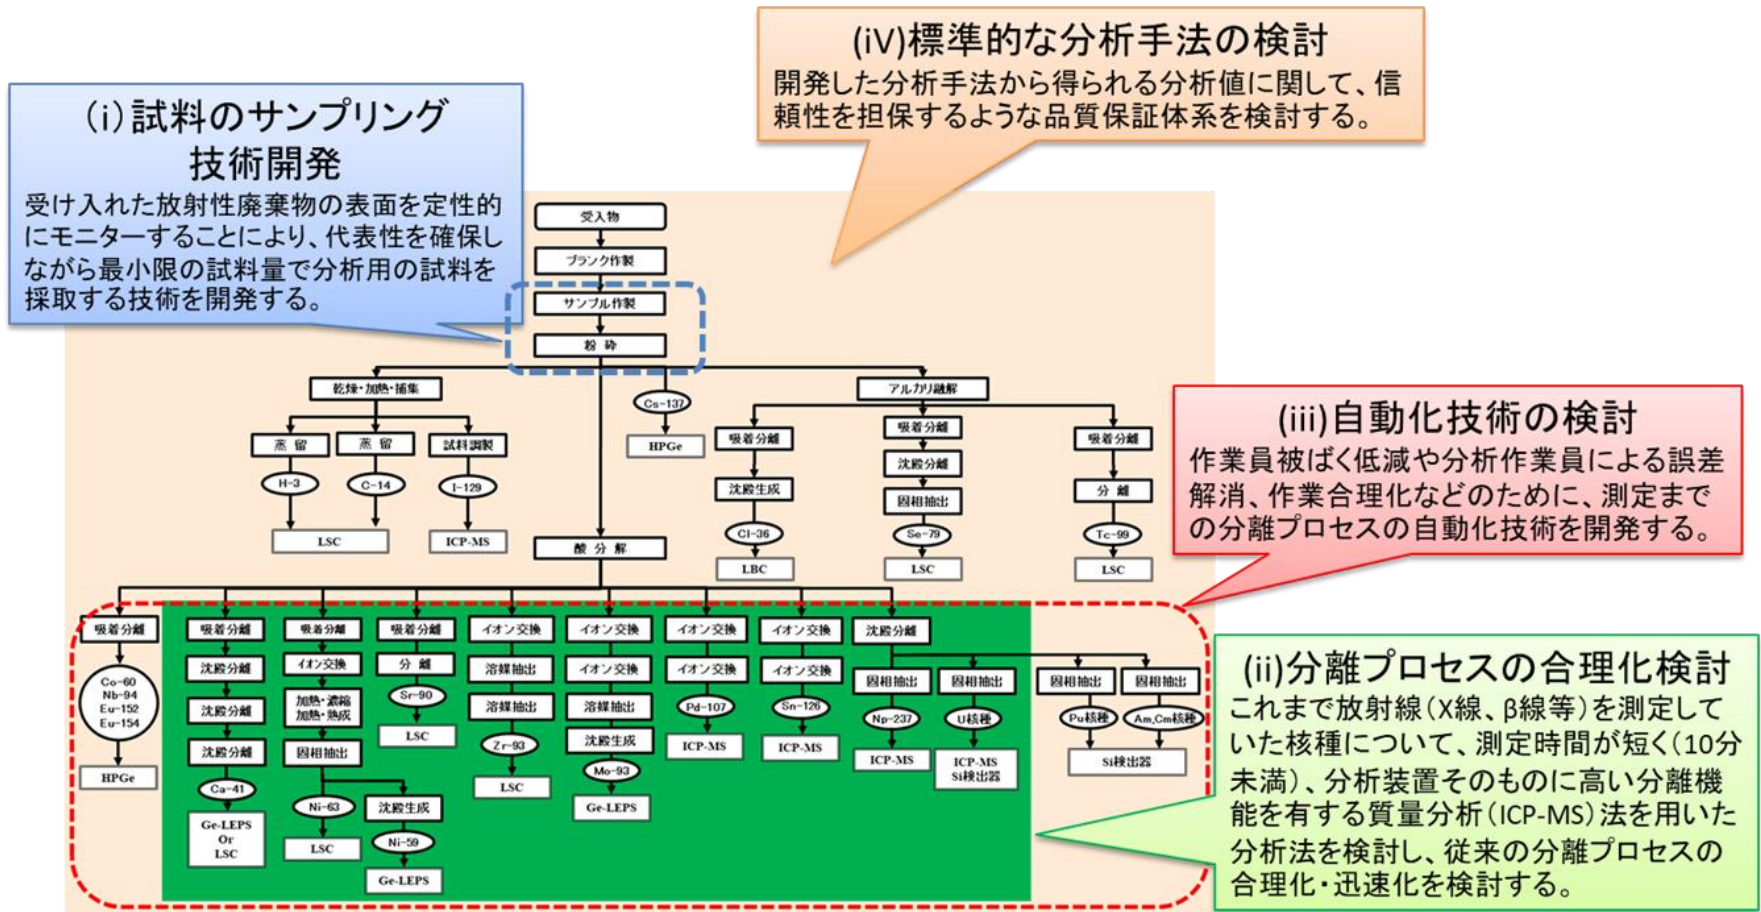 (iV)標準的な分析手法の検討
開発した分析手法から得られる分析値に関して、信
頼性を担保するような品質保証体系を検討する。
(i)試料のサンプリング
技術開発
受け入れた放射性廃棄物の表面を定性的
にモニターすることにより、代表性を確保し
ながら最小限の試料量で分析用の試料を
採取する技術を開発する。
受入物
ブランク作製
サンプル作製
粉 砕
乾燥・加熱・捕集
アルカリ融解
Cs-137
HPGe
蒸 留
蒸 留
試料調製
H-3
C-14
I-129
LSC
ICP-MS
吸着分離
沈殿生成
Cl-36
LBC
吸着分離
沈殿分離
固相抽出
Se-79
LSC
吸着分離
分 離
Tc-99
LSC
(iii)自動化技術の検討
作業員被ばく低減や分析作業員による誤差
解消、作業合理化などのために、測定まで
の分離プロセスの自動化技術を開発する。
酸 分 解
吸着分離
Co-60
Nb-94
Eu-152
Eu-154
HPGe
吸着分離
沈殿分離
沈殿分離
沈殿分離
Ca-41
Ge-LEPS
Or
LSC
吸着分離
イオン交換
加熱・濃縮
加熱・熟成
固相抽出
Ni-63
LSC
沈殿生成
Ni-59
Ge-LEPS
吸着分離
分 離
Sr-90
LSC
イオン交換
溶媒抽出
溶媒抽出
Zr-93
LSC
イオン交換
イオン交換
溶媒抽出
沈殿生成
Mo-93
Ge-LEPS
イオン交換
イオン交換
Pd-107
ICP-MS
イオン交換
イオン交換
Sn-126
ICP-MS
沈殿分離
固相抽出
Np-237
ICP-MS
固相抽出
U核種
ICP-MS
Si検出器
固相抽出
Pu核種
固相抽出
Am,Cm核種
Si検出器
(ii)分離プロセスの合理化検討
これまで放射線(X線、β線等)を測定して
いた核種について、測定時間が短く(10分
未満)、分析装置そのものに高い分離機
能を有する質量分析(ICP-MS)法を用いた
分析法を検討し、従来の分離プロセスの
合理化・迅速化を検討する。